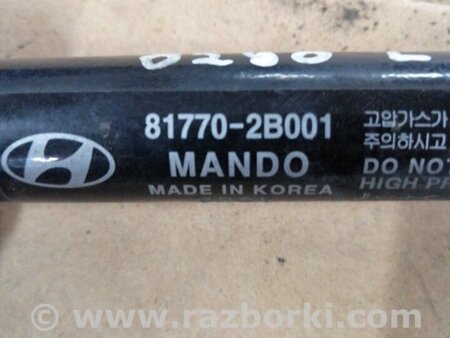 D280 L
81770-2B001
MANDO
MADE IN KOREA
고압가스가
주의하시고
DO NOT
HIGH PR
© www.razborki.com